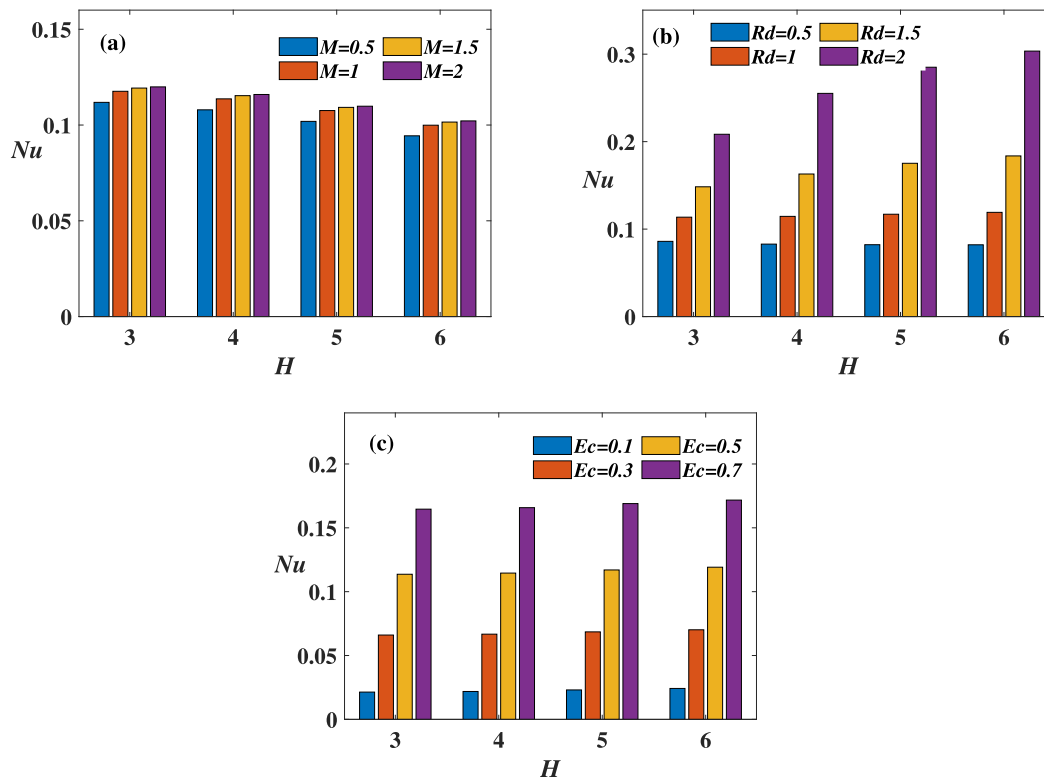 (a)
M=0.5 M=1.5
M=1 M=2
0.15
0.1
0.05
0
Nu
3 4 5 6
H
(b)
Rd=0.5 Rd=1.5
Rd=1 Rd=2
0.3
0.2
0.1
0
Nu
3 4 5 6
H
(c)
Ec=0.1 Ec=0.5
Ec=0.3 Ec=0.7
0.2
0.15
0.1
0.05
0
Nu
3 4 5 6
H